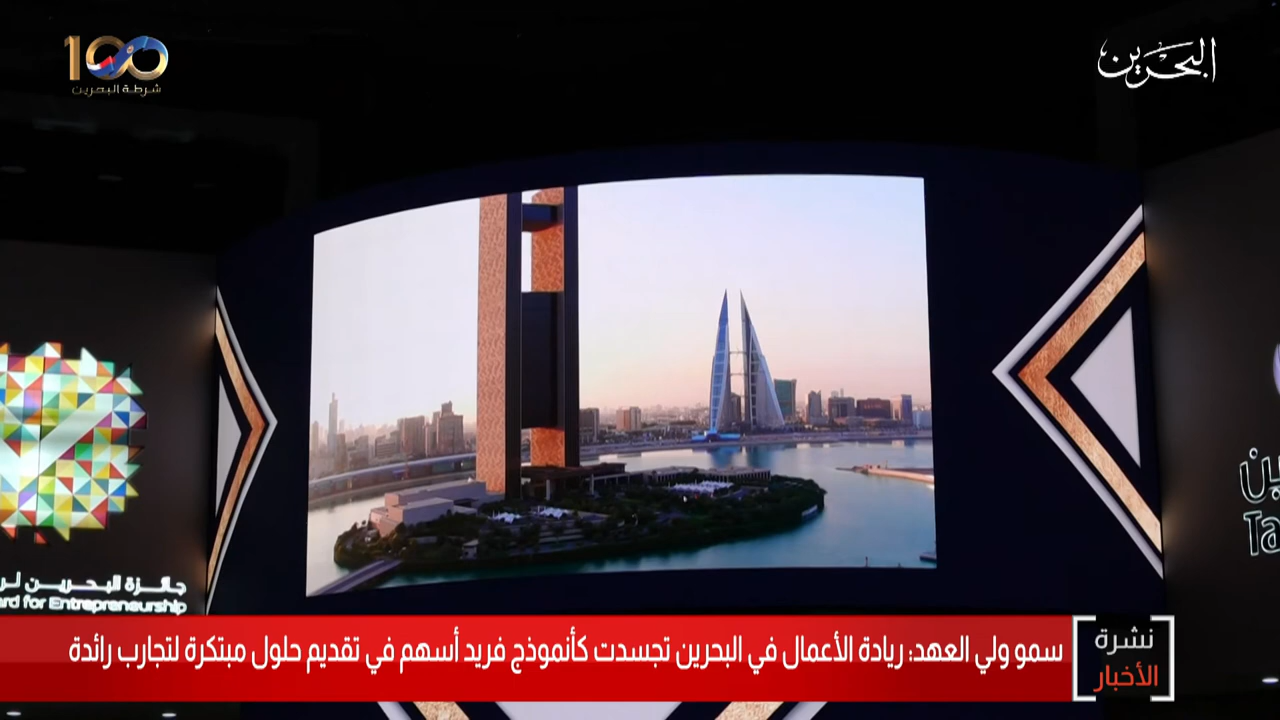 100
شرطة البحرين
البحرين
جائزة البحرين
for Entrepreneurship
سمو ولي العهد: ريادة الأعمال في البحرين تجسدت كأنموذج فريد أسهم في تقديم حلول مبتكرة لتجارب رائدة
نشرة
الأخبار